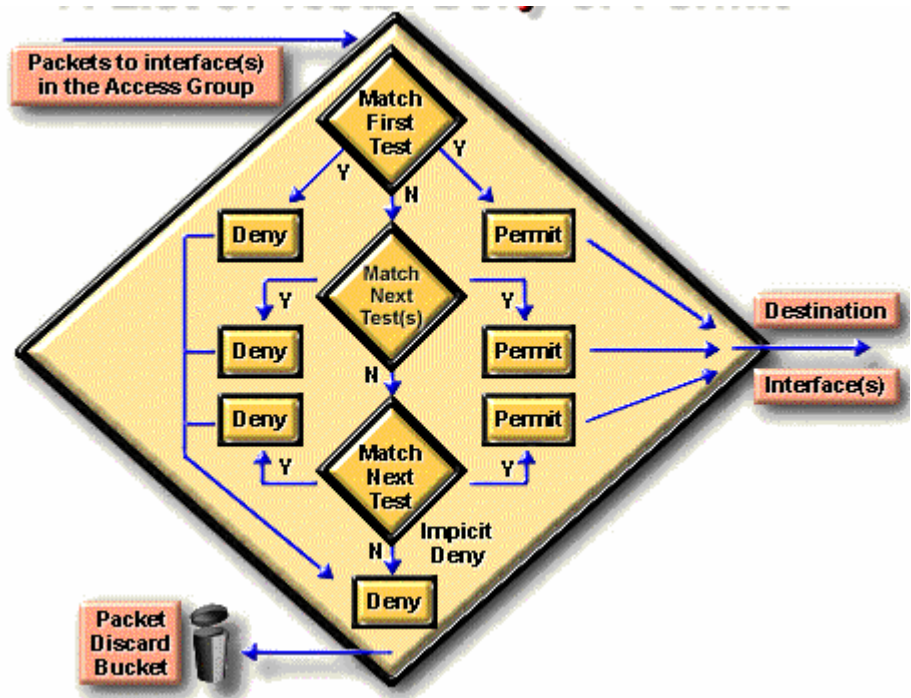 Packets to interface(s)
in the Access Group
Match
First
Test
Y
Y
N
Deny
Permit
Match
Next
Test(s)
Y
Y
Destination
Deny
Permit
Interface(s)
N
Deny
Permit
Match
Next
Test
Y
Y
Impicit
Deny
N
Deny
Packet
Discard
Bucket